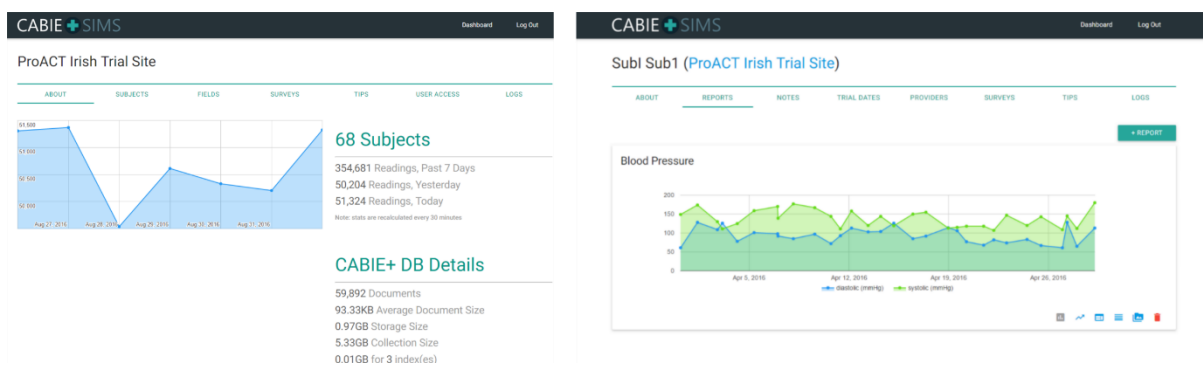 CABIE+SIMS
Dashboard Log Out
ProACT Irish Trial Site
ABOUT SUBJECTS FIELDS SURVEYS TIPS USER ACCESS LOGS
51 500
51 000
50 500
50 000
Aug 27, 2016 Aug 28, 2016 Aug 29, 2016 Aug 30, 2016 Aug 31, 2016
68 Subjects
354,681 Readings, Past 7 Days
50,204 Readings, Yesterday
51,324 Readings, Today
Note: stats are recalculated every 30 minutes
CABIE+ DB Details
59,892 Documents
93.33KB Average Document Size
0.97GB Storage Size
5.33GB Collection Size
0.01GB for 3 index(es)
CABIE+SIMS
Dashboard Log Out
SubI Sub1 (ProACT Irish Trial Site)
ABOUT REPORTS NOTES TRIAL DATES PROVIDERS SURVEYS TIPS LOGS
+ REPORT
Blood Pressure
200
150
100
50
0
Apr 5, 2016 Apr 12, 2016 Apr 19, 2016 Apr 26, 2016
diastolic (mmHg) systolic (mmHg)